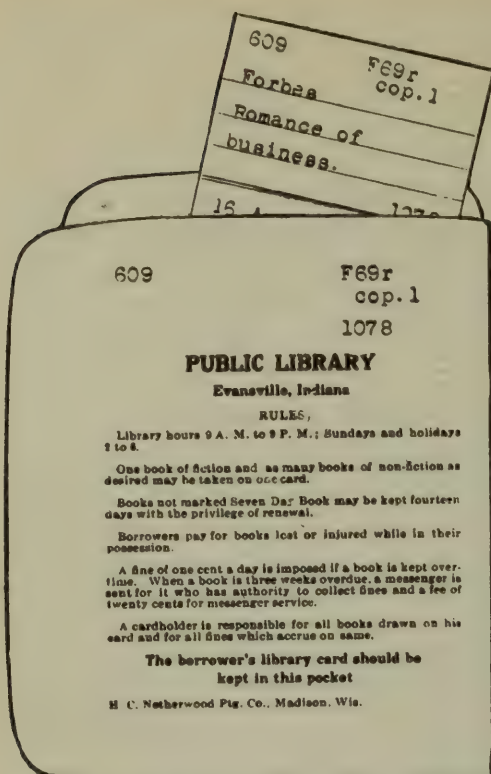 609
F69r
cop.1
Forbes
Romance of
business.
16
609
F69r
cop.1
1078
PUBLIC LIBRARY
Evansville, Indiana
RULES,
Library hours 9 A. M. to 9 P. M.; Sundays and holidays
2 to 6.
One book of fiction and as many books of non-fiction as
desired may be taken on one card.
Books not marked Seven Day Book may be kept fourteen
days with the privilege of renewal.
Borrowers pay for books lost or injured while in their
possession.
A fine of one cent a day is imposed if a book is kept over-
time. When a book is three weeks overdue, a messenger is
sent for it who has authority to collect fines and a fee of
twenty cents for messenger service.
A cardholder is responsible for all books drawn on his
card and for all fines which accrue on same.
The borrower's library card should be
kept in this pocket
H. C. Netherwood Ptg. Co., Madison, Wis.